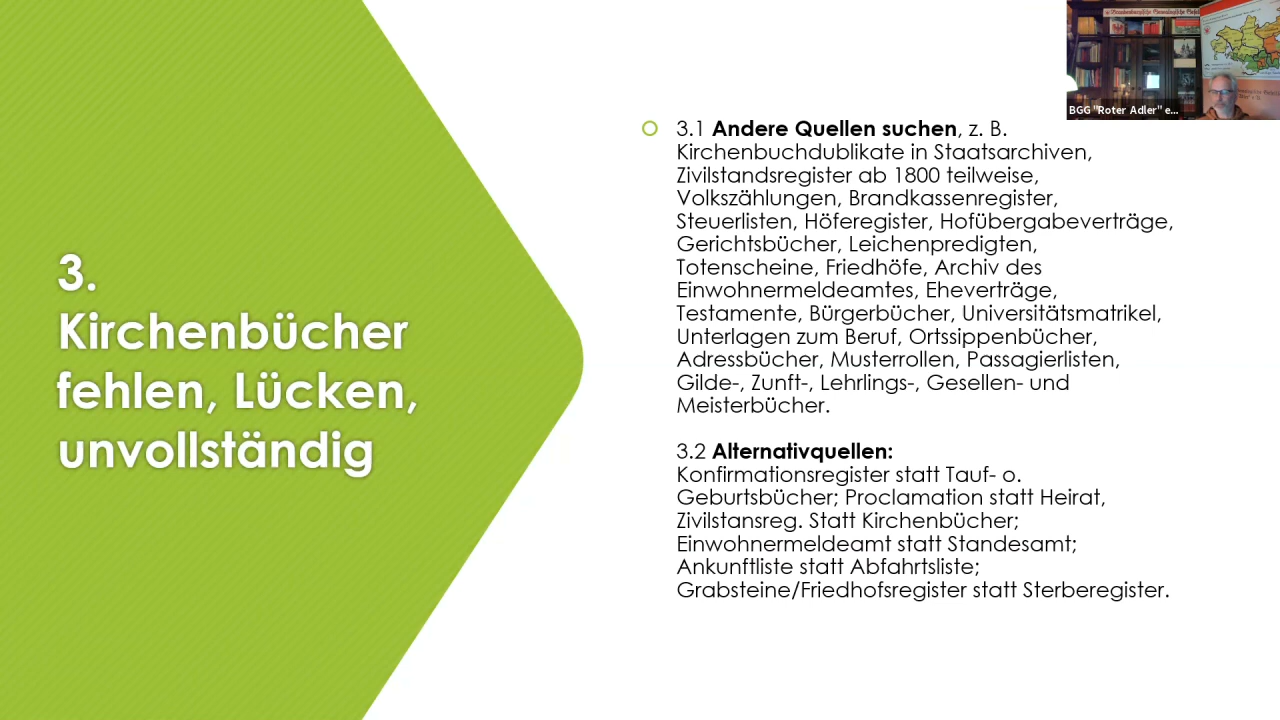 3.
Kirchenbücher
fehlen, Lücken,
unvollständig
3.1 Andere Quellen suchen, z. B.
Kirchenbuchdublikate in Staatsarchiven,
Zivilstandsregister ab 1800 teilweise,
Volkszählungen, Brandkassenregister,
Steuerlisten, Höferegister, Hofübergabeverträge,
Gerichtsbücher, Leichenpredigten,
Totenscheine, Friedhöfe, Archiv des
Einwohnermeldeamtes, Eheverträge,
Testamente, Bürgerbücher, Universitätsmatrikel,
Unterlagen zum Beruf, Ortssippenbücher,
Adressbücher, Musterrollen, Passagierlisten,
Gilde-, Zunft-, Lehrlings-, Gesellen- und
Meisterbücher.
3.2 Alternativquellen:
Konfirmationsregister statt Tauf- o.
Geburtsbücher; Proclamation statt Heirat,
Zivilstansreg. Statt Kirchenbücher;
Einwohnermeldeamt statt Standesamt;
Ankunftliste statt Abfahrtsliste;
Grabsteine/Friedhofsregister statt Sterberegister.
BGG "Roter Adler" e...